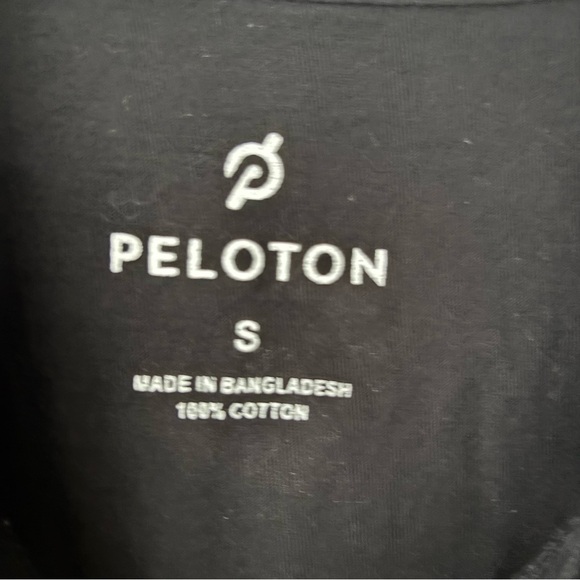 PELOTON
S
MADE IN BANGLADESH
100% COTTON